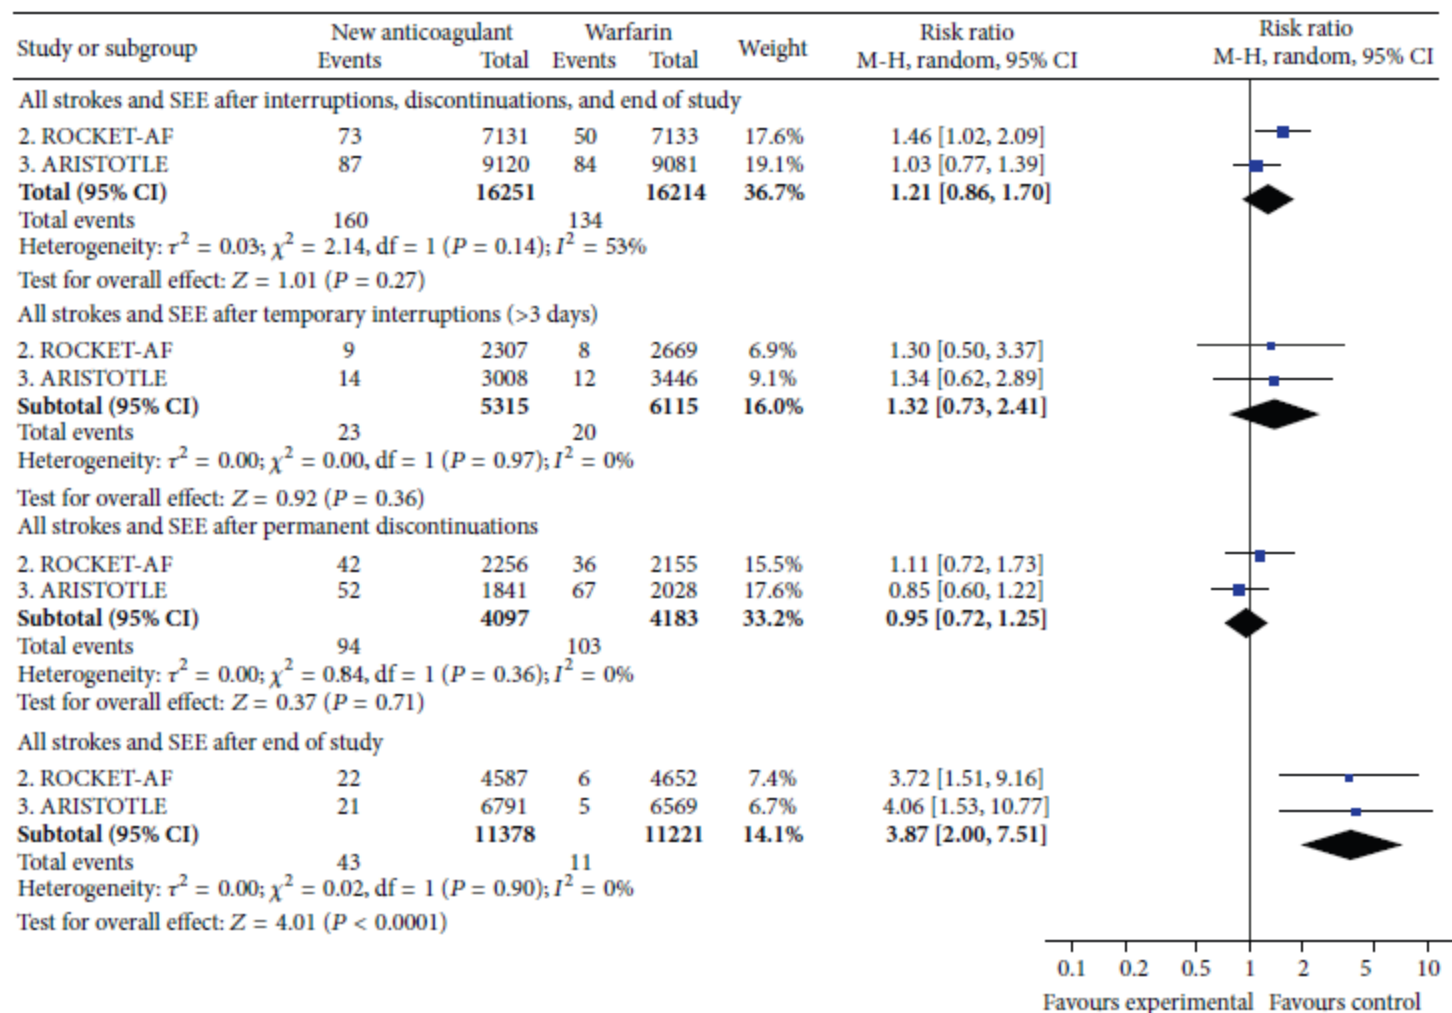 Study or subgroup New anticoagulant Warfarin Weight Risk ratio Risk ratio
Events Total Events Total M-H, random, 95% CI M-H, random, 95% CI
All strokes and SEE after interruptions, discontinuations, and end of study
2. ROCKET-AF 73 7131 50 7133 17.6% 1.46 [1.02, 2.09]
3. ARISTOTLE 87 9120 84 9081 19.1% 1.03 [0.77, 1.39]
Total (95% CI) 16251 16214 36.7% 1.21 [0.86, 1.70]
Total events 160 134
Heterogeneity: τ² = 0.03; χ² = 2.14, df = 1 (P = 0.14); I² = 53%
Test for overall effect: Z = 1.01 (P = 0.27)
All strokes and SEE after temporary interruptions (>3 days)
2. ROCKET-AF 9 2307 8 2669 6.9% 1.30 [0.50, 3.37]
3. ARISTOTLE 14 3008 12 3446 9.1% 1.34 [0.62, 2.89]
Subtotal (95% CI) 5315 6115 16.0% 1.32 [0.73, 2.41]
Total events 23 20
Heterogeneity: τ² = 0.00; χ² = 0.00, df = 1 (P = 0.97); I² = 0%
Test for overall effect: Z = 0.92 (P = 0.36)
All strokes and SEE after permanent discontinuations
2. ROCKET-AF 42 2256 36 2155 15.5% 1.11 [0.72, 1.73]
3. ARISTOTLE 52 1841 67 2028 17.6% 0.85 [0.60, 1.22]
Subtotal (95% CI) 4097 4183 33.2% 0.95 [0.72, 1.25]
Total events 94 103
Heterogeneity: τ² = 0.00; χ² = 0.84, df = 1 (P = 0.36); I² = 0%
Test for overall effect: Z = 0.37 (P = 0.71)
All strokes and SEE after end of study
2. ROCKET-AF 22 4587 6 4652 7.4% 3.72 [1.51, 9.16]
3. ARISTOTLE 21 6791 5 6569 6.7% 4.06 [1.53, 10.77]
Subtotal (95% CI) 11378 11221 14.1% 3.87 [2.00, 7.51]
Total events 43 11
Heterogeneity: τ² = 0.00; χ² = 0.02, df = 1 (P = 0.90); I² = 0%
Test for overall effect: Z = 4.01 (P < 0.0001)
0.1 0.2 0.5 1 2 5 10
Favours experimental Favours control